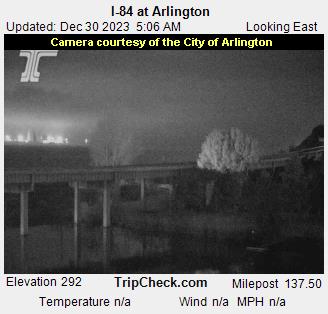 I-84 at Arlington
Updated: Dec 30 2023 5:06 AM Looking East
Camera courtesy of the City of Arlington
Elevation 292 TripCheck.com Milepost 137.50
Temperature n/a Wind n/a MPH n/a